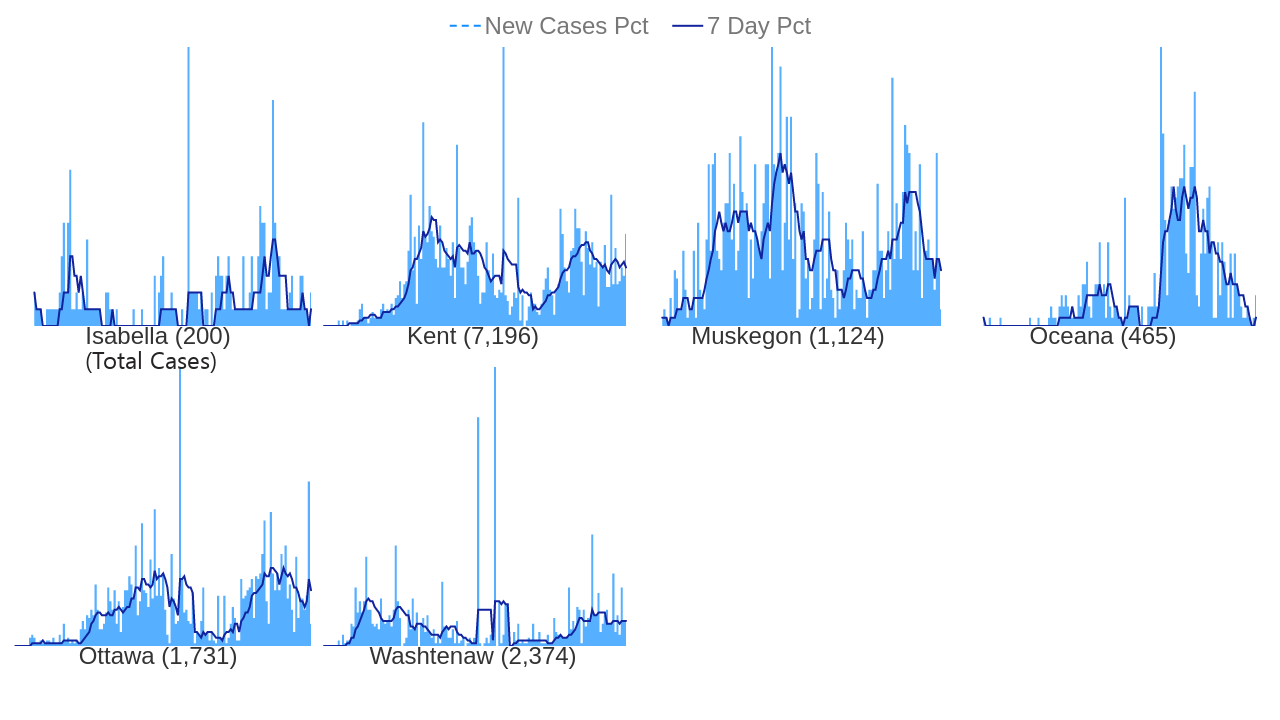 New Cases Pct 7 Day Pct
Isabella (200)
(Total Cases)
Kent (7,196)
Muskegon (1,124)
Oceana (465)
Ottawa (1,731)
Washtenaw (2,374)